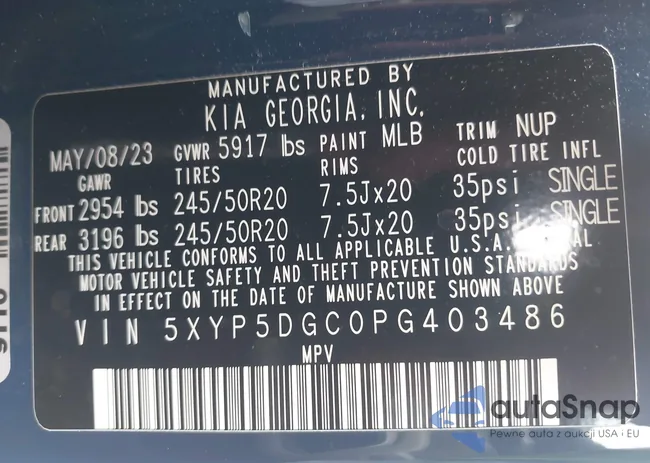 MANUFACTURED BY
KIA GEORGIA, INC.
MAY/08/23 GVWR 5917 lbs PAINT MLB TRIM NUP
GAWR TIRES RIMS COLD TIRE INFL
FRONT 2954 lbs 245/50R20 7.5Jx20 35psi SINGLE
REAR 3196 lbs 245/50R20 7.5Jx20 35psi SINGLE
THIS VEHICLE CONFORMS TO ALL APPLICABLE U.S.A.
MOTOR VEHICLE SAFETY AND THEFT PREVENTION STANDARDS
IN EFFECT ON THE DATE OF MANUFACTURE SHOWN ABOVE
VIN 5XYP5DGC0PG403486
MPV
autaSnap
Pewne auta z aukcji USA i EU